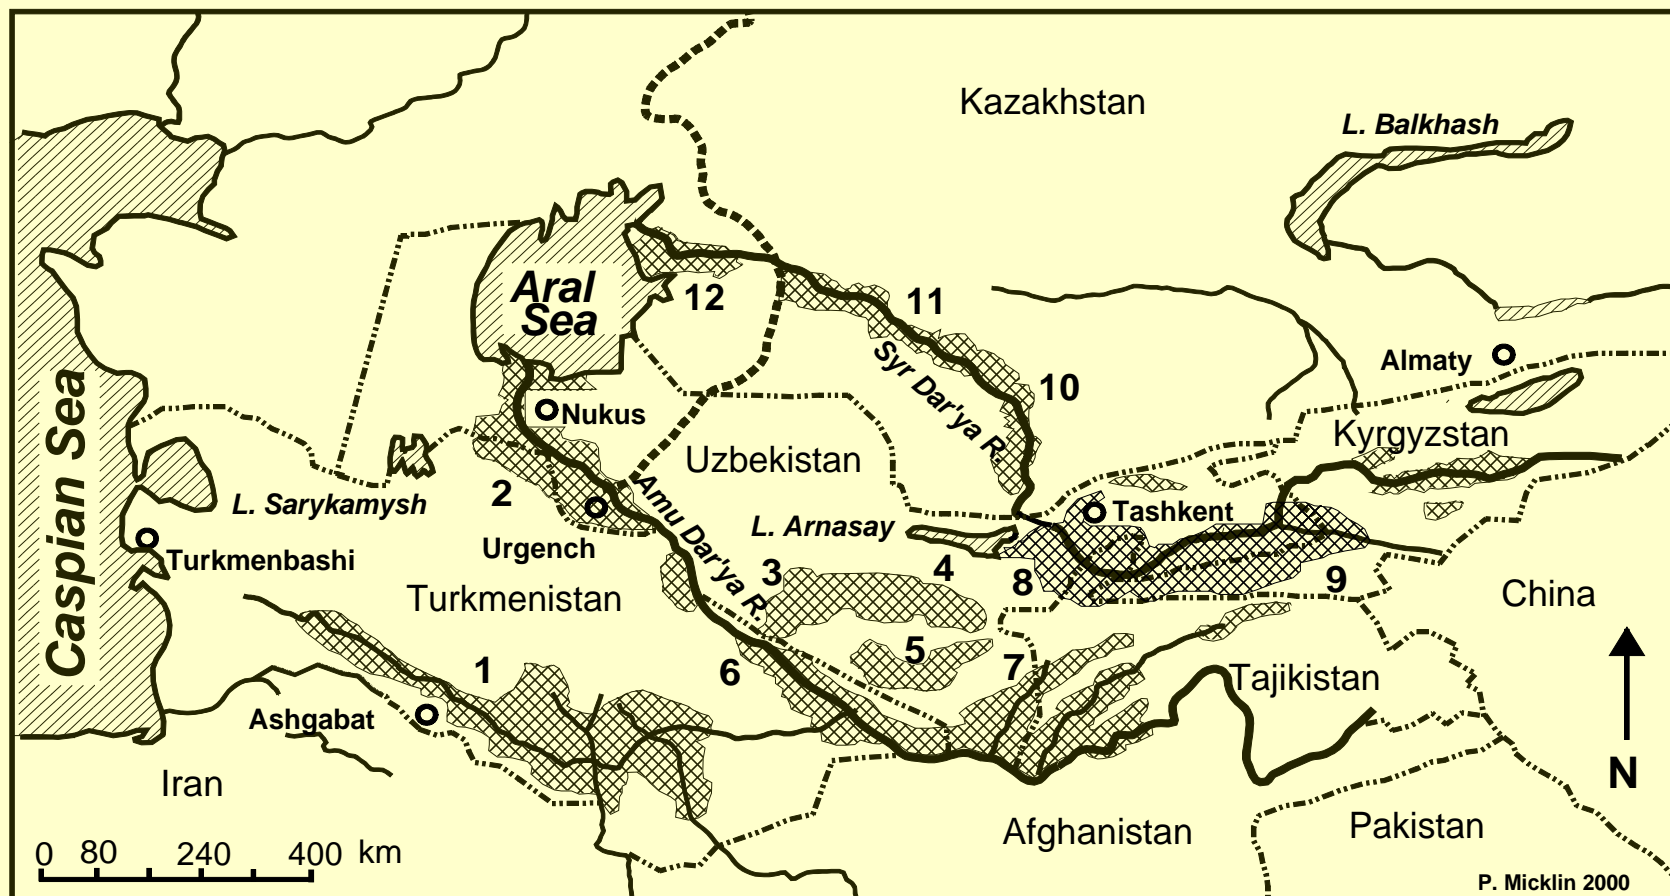 Kazakhstan
L. Balkhash
Aral
Sea
12
11
Syr Dar'ya R.
10
Almaty
Kyrgyzstan
Caspian Sea
Nukus
Uzbekistan
2
L. Sarykamysh
Amu Dar'ya R.
L. Arnasay
Tashkent
Urgench
Turkmenbashi
3
4
8
9
Turkmenistan
China
5
1
6
7
Tajikistan
Ashgabat
Iran
N
Afghanistan
Pakistan
0 80 240 400 km
P. Micklin 2000